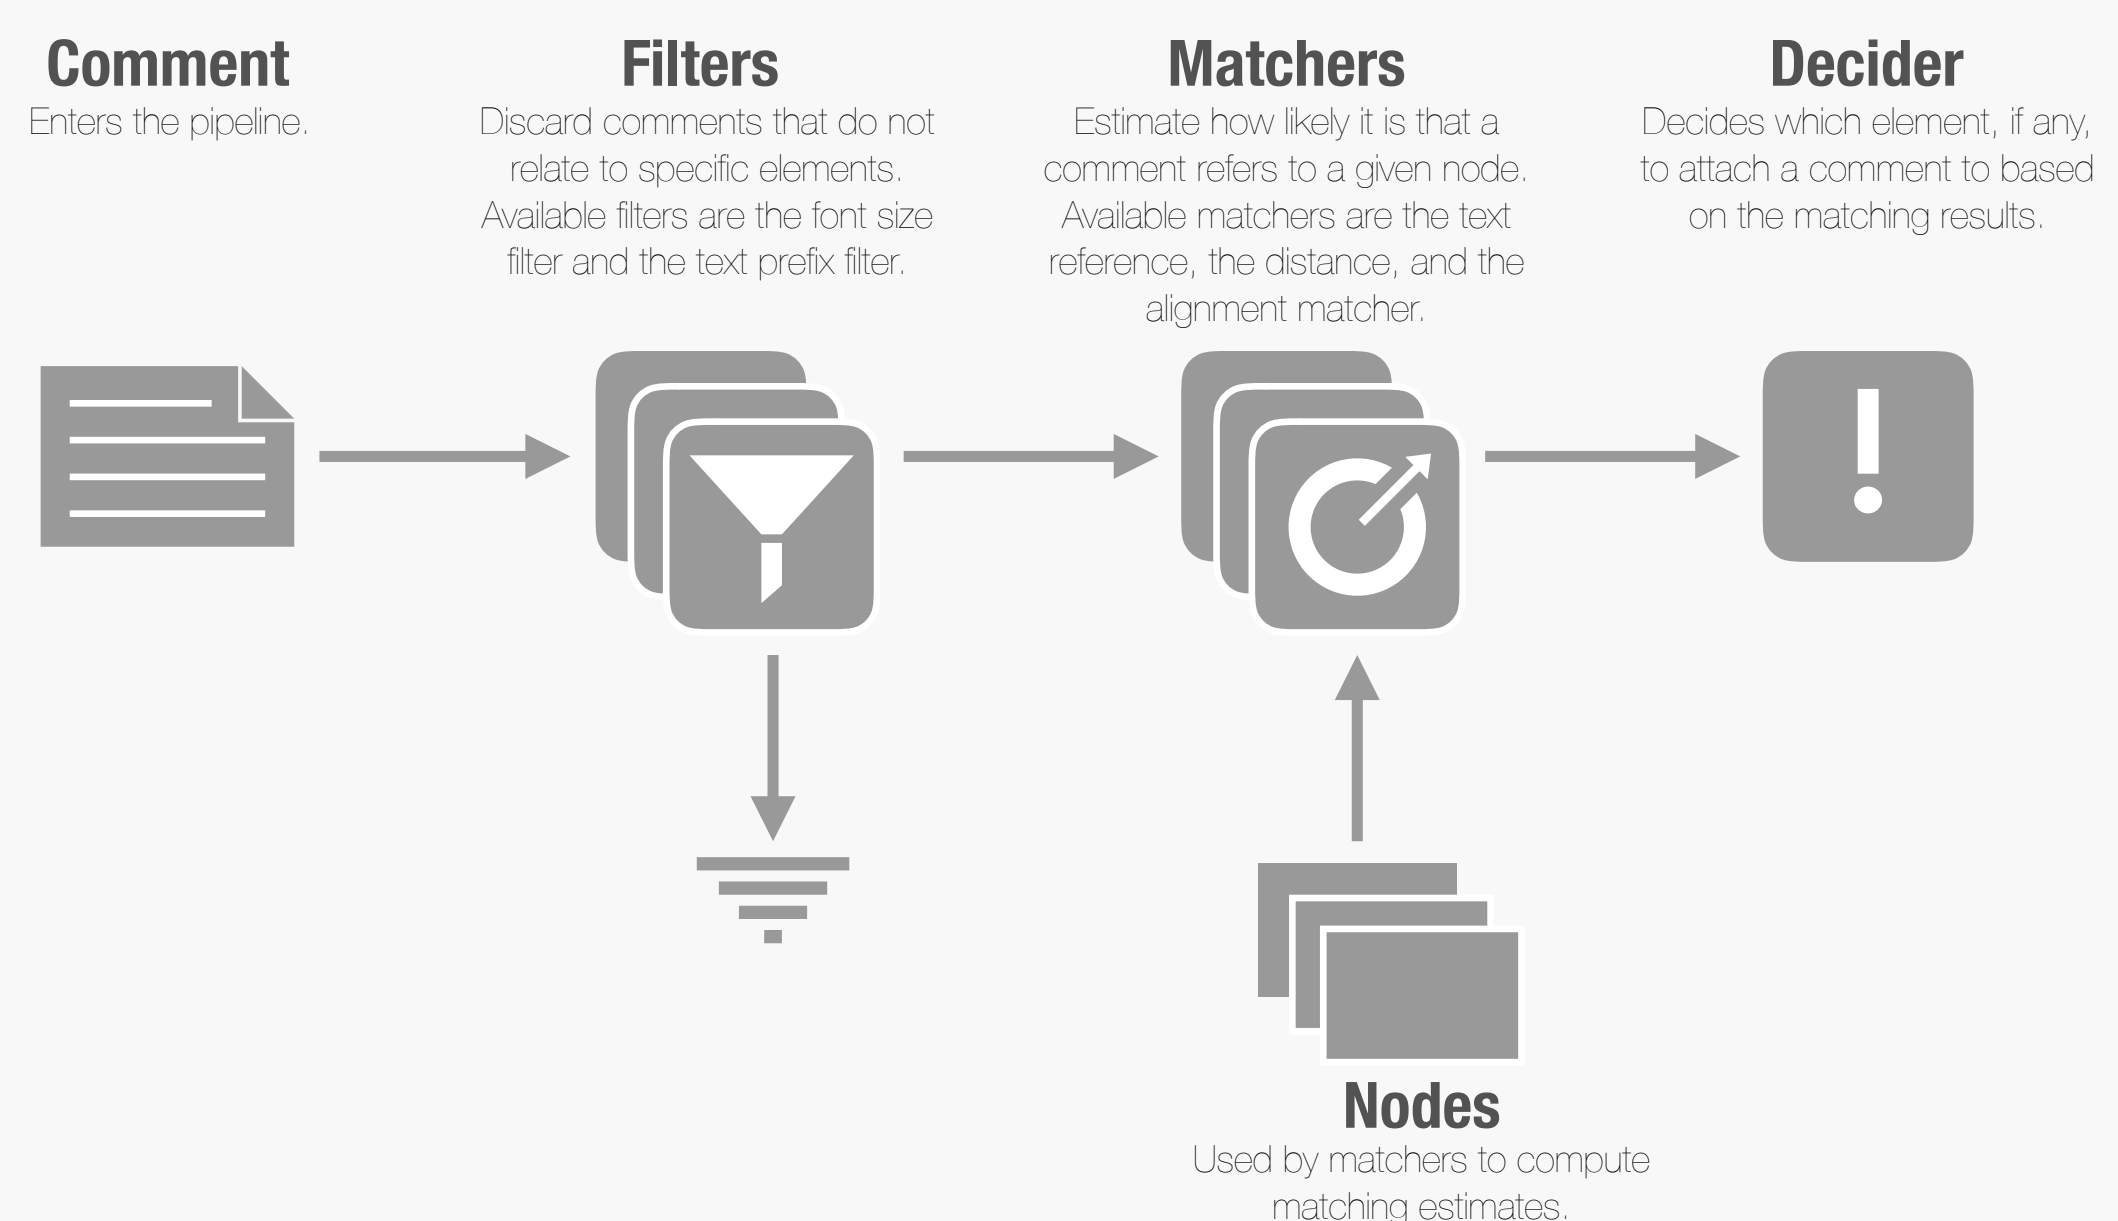 Comment
Enters the pipeline.
Filters
Discard comments that do not
relate to specific elements.
Available filters are the font size
filter and the text prefix filter.
Matchers
Estimate how likely it is that a
comment refers to a given node.
Available matchers are the text
reference, the distance, and the
alignment matcher.
Decider
Decides which element, if any,
to attach a comment to based
on the matching results.
Nodes
Used by matchers to compute
matching estimates.